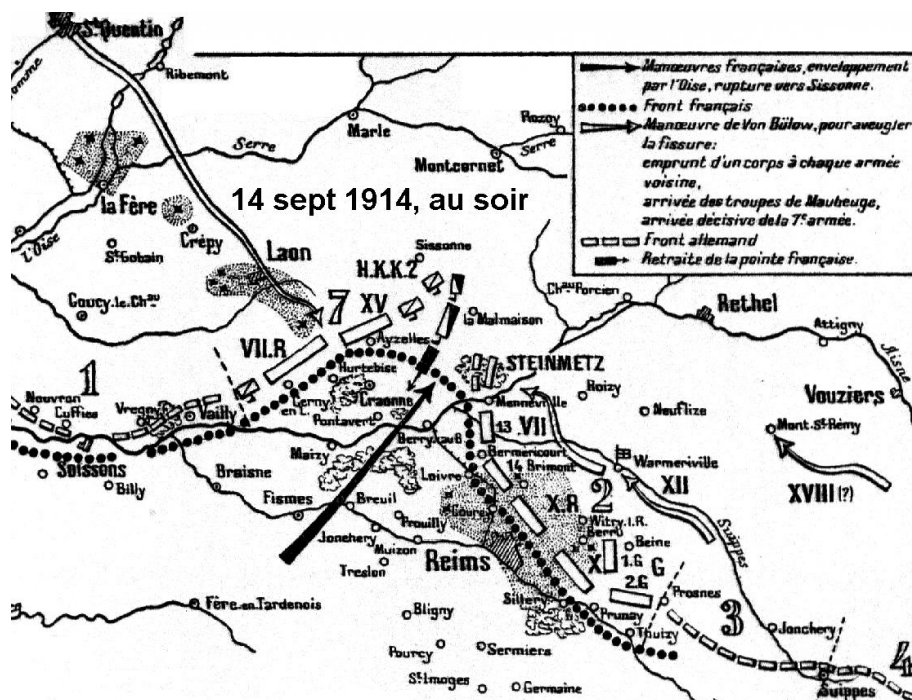 St Quentin
Ribemont
Somme
Oise
Marle
Rozoy
Serre
Serre
Montcornet
la Fère
Crépy
l'Oise
St Gobain
Laon
Coucy-le-Chau
14 sept 1914, au soir
Manœuvres françaises, enveloppement
par l'Oise, rupture vers Sissonne.
Front français
Manœuvre de Von Bülow, pour aveugler
la fissure:
emprunt d'un corps à chaque armée
voisine,
arrivée des troupes de Maubeuge,
arrivée décisive de la 7e armée.
Front allemand
Retraite de la pointe française.
Sissonne
H.K.K.2
7
XV
VII.R
la Malmaison
Chau Porcien
Rethel
Attigny
Aisne
Ayzelles
Hurtebise
Craonne
Cerny
en L.
Pontavert
STEINMETZ
Menneville
Roizy
Neuflize
Vouziers
Mont-St-Rémy
XVIII (?)
1
Nouvron
Cuffies
Vregny
Vailly
Soissons
Billy
Braisne
Maizy
Berry au B.
13
VII
Berméricourt
14
Brimont
Loivre
Courcy
Warmeriville
XII
Fismes
Breuil
Prouilly
Jonchery
Muizon
Treslon
Reims
X.R
2
Witry.l.R.
Berru
Beine
X
1.G
G
2.G
Suippes
Prosnes
Sillery
Prunay
Thuizy
3
Jonchery
Suippes
4
Fère-en-Tardenois
Bligny
Pourcy
Sermiers
St Imoges
Germaine